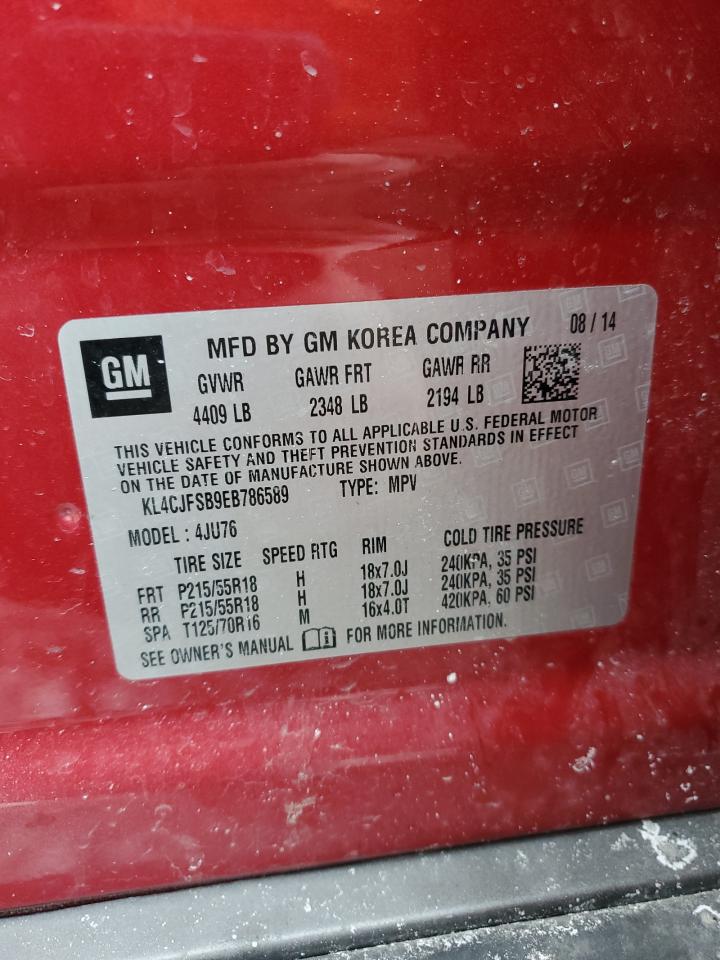 GM
MFD BY GM KOREA COMPANY 08 / 14
GVWR GAWR FRT GAWR RR
4409 LB 2348 LB 2194 LB
THIS VEHICLE CONFORMS TO ALL APPLICABLE U.S. FEDERAL MOTOR
VEHICLE SAFETY AND THEFT PREVENTION STANDARDS IN EFFECT
ON THE DATE OF MANUFACTURE SHOWN ABOVE.
KL4CJFSB9EB786589 TYPE: MPV
MODEL : 4JU76
TIRE SIZE SPEED RTG RIM COLD TIRE PRESSURE
FRT P215/55R18 H 18x7.0J 240KPA, 35 PSI
RR P215/55R18 H 18x7.0J 240KPA, 35 PSI
SPA T125/70R16 M 16x4.0T 420KPA, 60 PSI
SEE OWNER'S MANUAL FOR MORE INFORMATION.